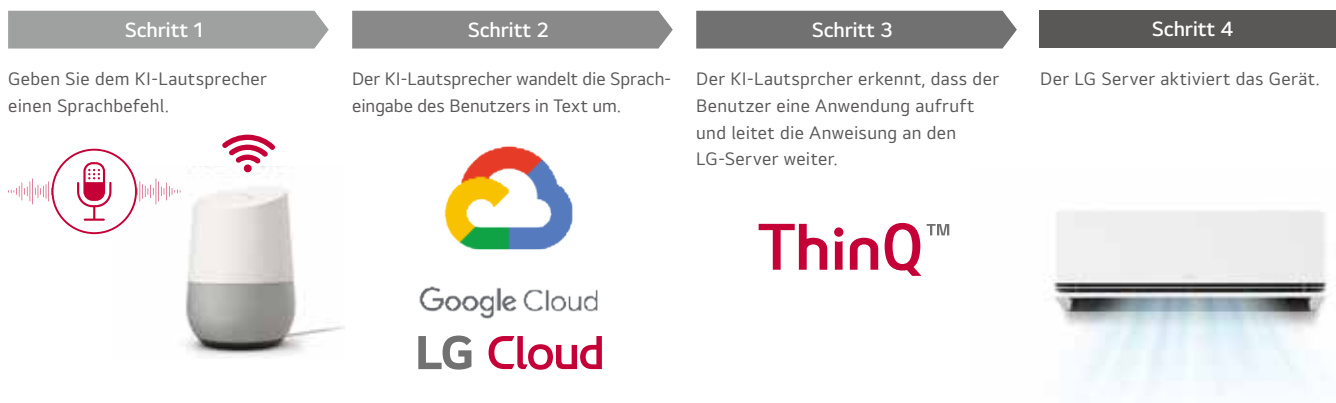 Schritt 1
Geben Sie dem KI-Lautsprecher
einen Sprachbefehl.
Schritt 2
Der KI-Lautsprecher wandelt die Sprach-
eingabe des Benutzers in Text um.
Google Cloud
LG Cloud
Schritt 3
Der KI-Lautsprcher erkennt, dass der
Benutzer eine Anwendung aufruft
und leitet die Anweisung an den
LG-Server weiter.
ThinQ™
Schritt 4
Der LG Server aktiviert das Gerät.